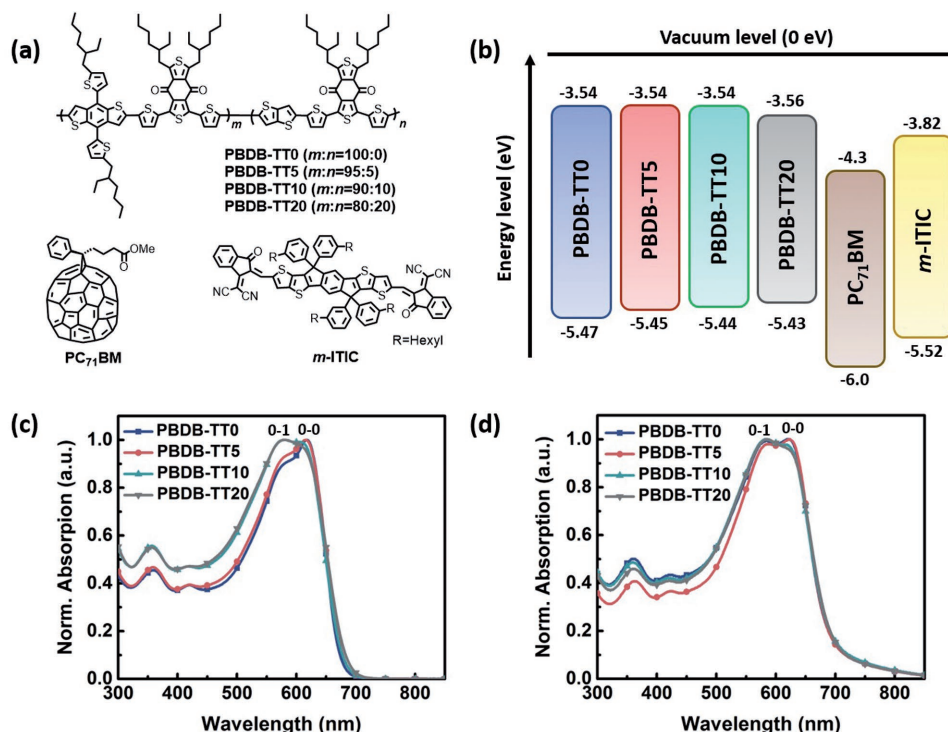 (a)
S
S
S
S
S
O
O
S
S
S
m
S
S
S
S
O
O
S
n
PBDB-TT0 (m:n=100:0)
PBDB-TT5 (m:n=95:5)
PBDB-TT10 (m:n=90:10)
PBDB-TT20 (m:n=80:20)
OMe
O
PC71BM
O
NC
CN
S
S
R
R
R
R
S
S
NC
CN
O
R=Hexyl
m-ITIC
(b)
Vacuum level (0 eV)
Energy level (eV)
-3.54
-3.54
-3.54
-3.56
-4.3
-3.82
PBDB-TT0
PBDB-TT5
PBDB-TT10
PBDB-TT20
PC71BM
m-ITIC
-5.47
-5.45
-5.44
-5.43
-6.0
-5.52
(c)
Norm. Absorpion (a.u.)
1.0
0.8
0.6
0.4
0.2
0.0
PBDB-TT0
PBDB-TT5
PBDB-TT10
PBDB-TT20
0-1
0-0
300 400 500 600 700 800
Wavelength (nm)
(d)
Norm. Absorption (a.u.)
1.0
0.8
0.6
0.4
0.2
0.0
PBDB-TT0
PBDB-TT5
PBDB-TT10
PBDB-TT20
0-1
0-0
300 400 500 600 700 800
Wavelength (nm)